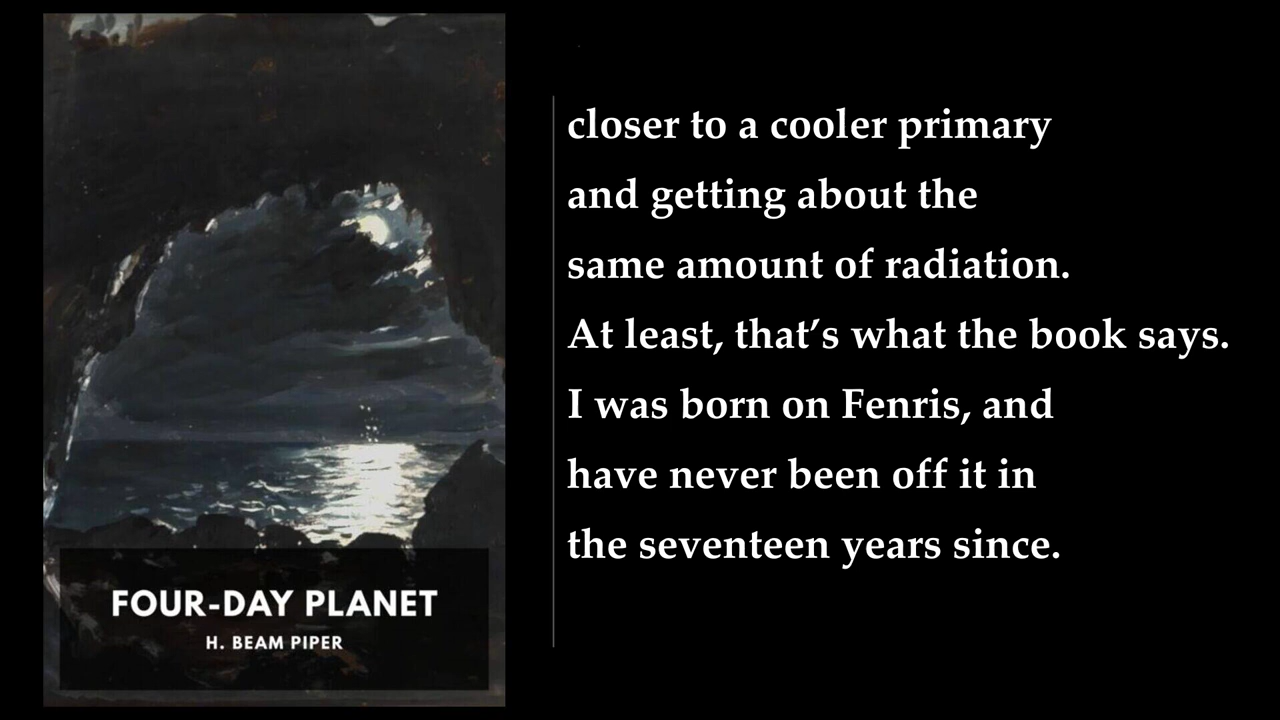 FOUR-DAY PLANET
H. BEAM PIPER
closer to a cooler primary
and getting about the
same amount of radiation.
At least, that’s what the book says.
I was born on Fenris, and
have never been off it in
the seventeen years since.